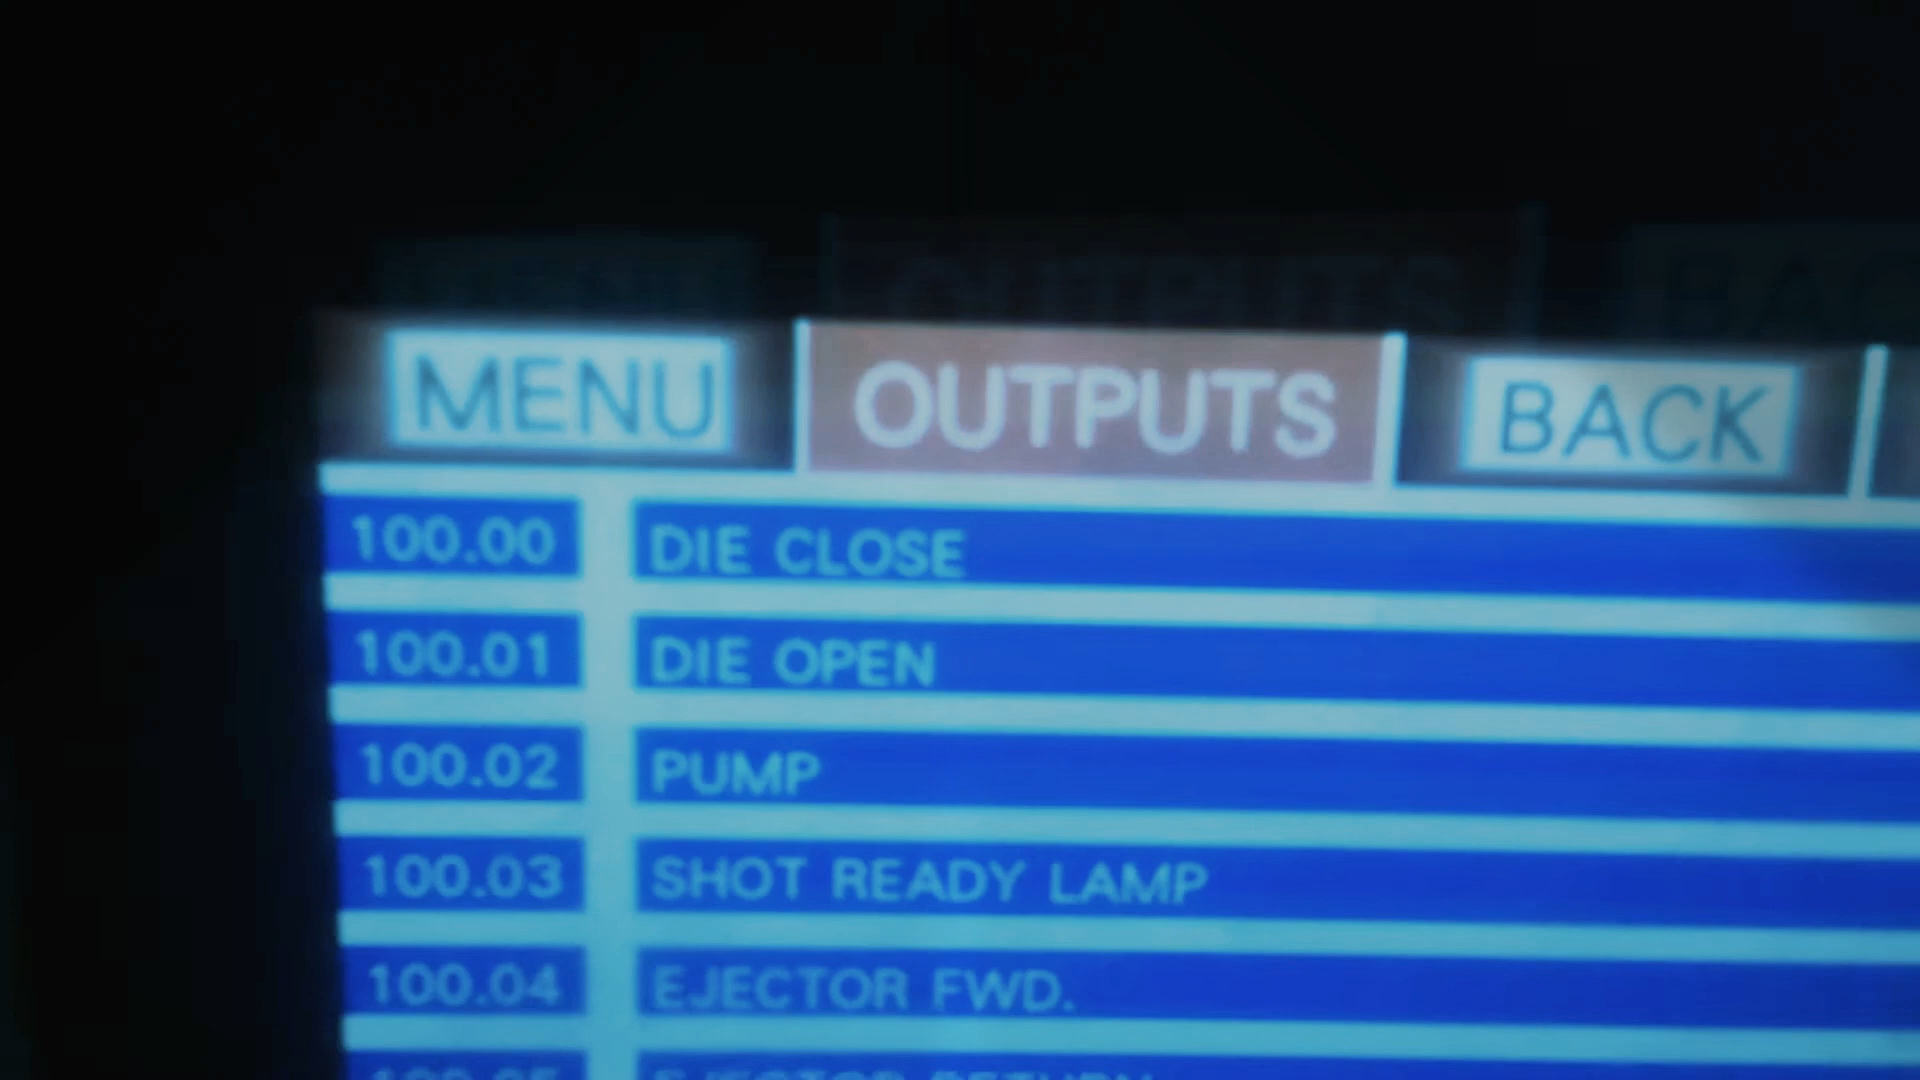 MENU OUTPUTS BACK
100.00 DIE CLOSE
100.01 DIE OPEN
100.02 PUMP
100.03 SHOT READY LAMP
100.04 EJECTOR FWD.